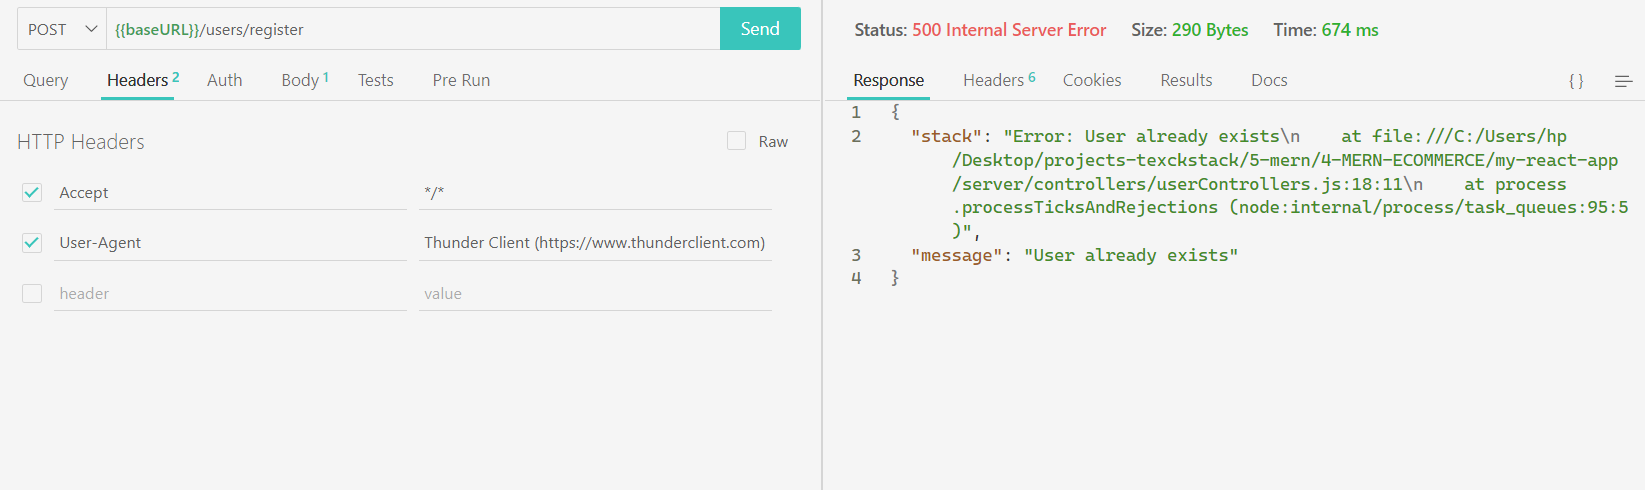 POST {{baseURL}}/users/register Send
Query Headers 2 Auth Body 1 Tests Pre Run
HTTP Headers Raw
Accept */*
User-Agent Thunder Client (https://www.thunderclient.com)
header value
Status: 500 Internal Server Error Size: 290 Bytes Time: 674 ms
Response Headers 6 Cookies Results Docs { }
1 {
2 "stack": "Error: User already exists\n    at file:///C:/Users/hp
/Desktop/projects-texckstack/5-mern/4-MERN-ECOMMERCE/my-react-app
/server/controllers/userControllers.js:18:11\n    at process
.processTicksAndRejections (node:internal/process/task_queues:95:5
)",
3 "message": "User already exists"
4 }